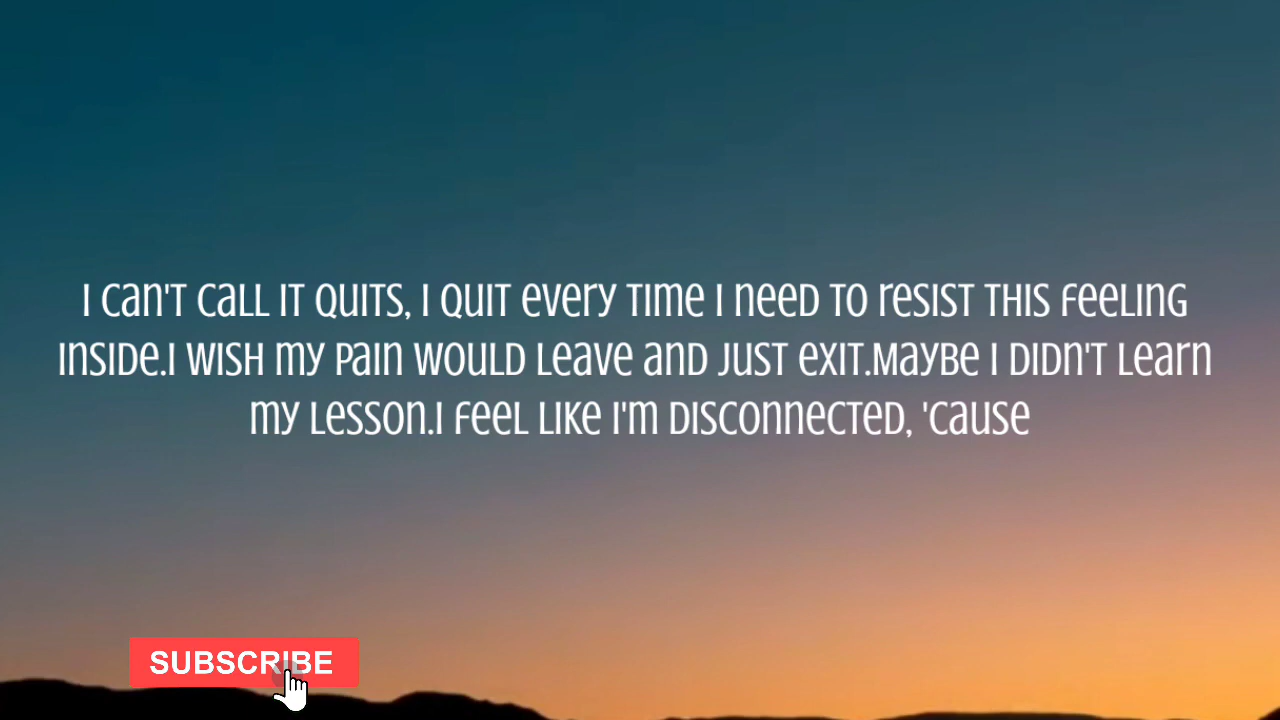 I can't call it quits, I quit every time I need to resist this feeling
inside.I wish my pain would leave and just exit.Maybe I didn't learn
my lesson.I feel like I'm disconnected, 'cause
SUBSCRIBE